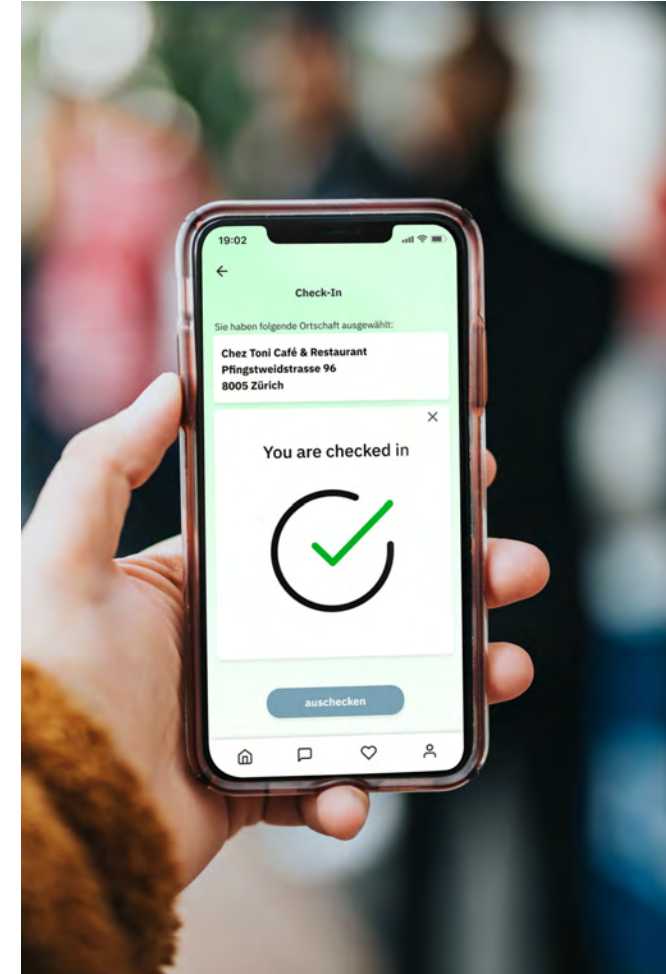 19:02
Check-In
Sie haben folgende Ortschaft ausgewählt:
Chez Toni Café & Restaurant
Pfingstweidstrasse 96
8005 Zürich
You are checked in
auschecken